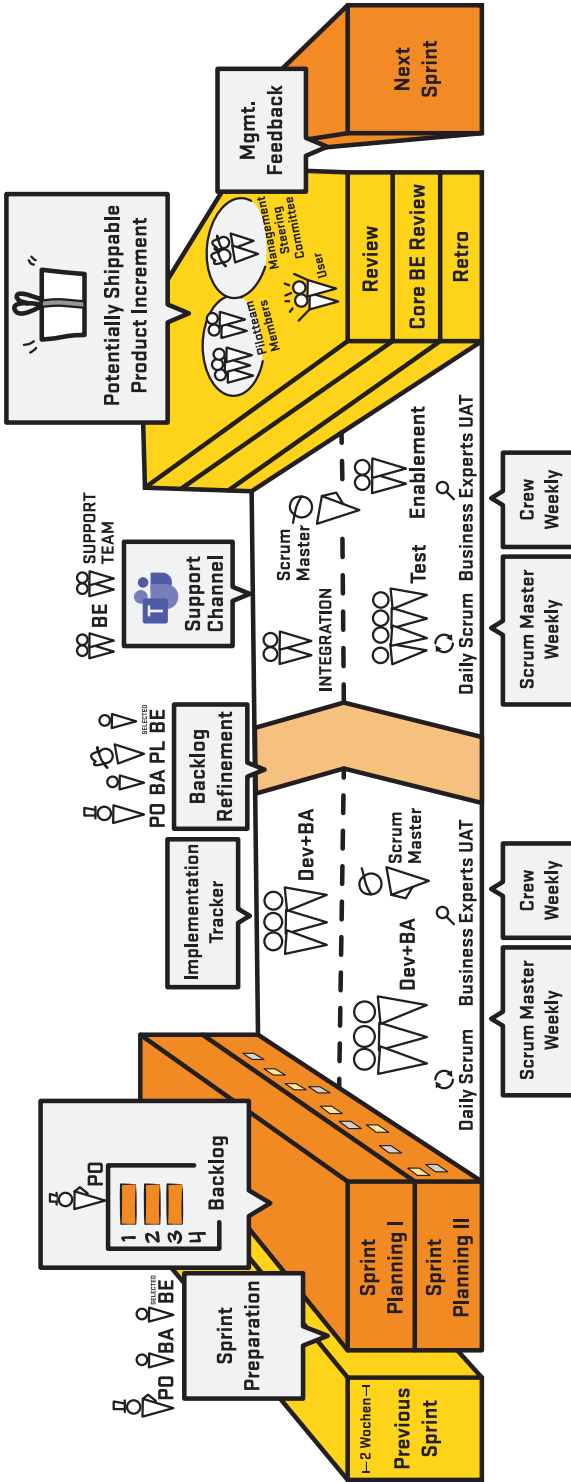 PO
BA
SELECTED
BE
Sprint
Preparation
⊢2 Wochen⊣
Previous
Sprint
PO
1
2
3
4
Backlog
Sprint
Planning I
Sprint
Planning II
Implementation
Tracker
Dev+BA
Dev+BA
Scrum
Master
Daily Scrum
Business Experts UAT
Scrum Master
Weekly
Crew
Weekly
PO BA PL
SELECTED
BE
Backlog
Refinement
BE
SUPPORT
TEAM
T
Support
Channel
INTEGRATION
Scrum
Master
Test
Enablement
Daily Scrum
Business Experts UAT
Scrum Master
Weekly
Crew
Weekly
Potentially Shippable
Product Increment
Pilotteam
Members
Management
Steering
Committee
User
Review
Core BE Review
Retro
Mgmt.
Feedback
Next
Sprint